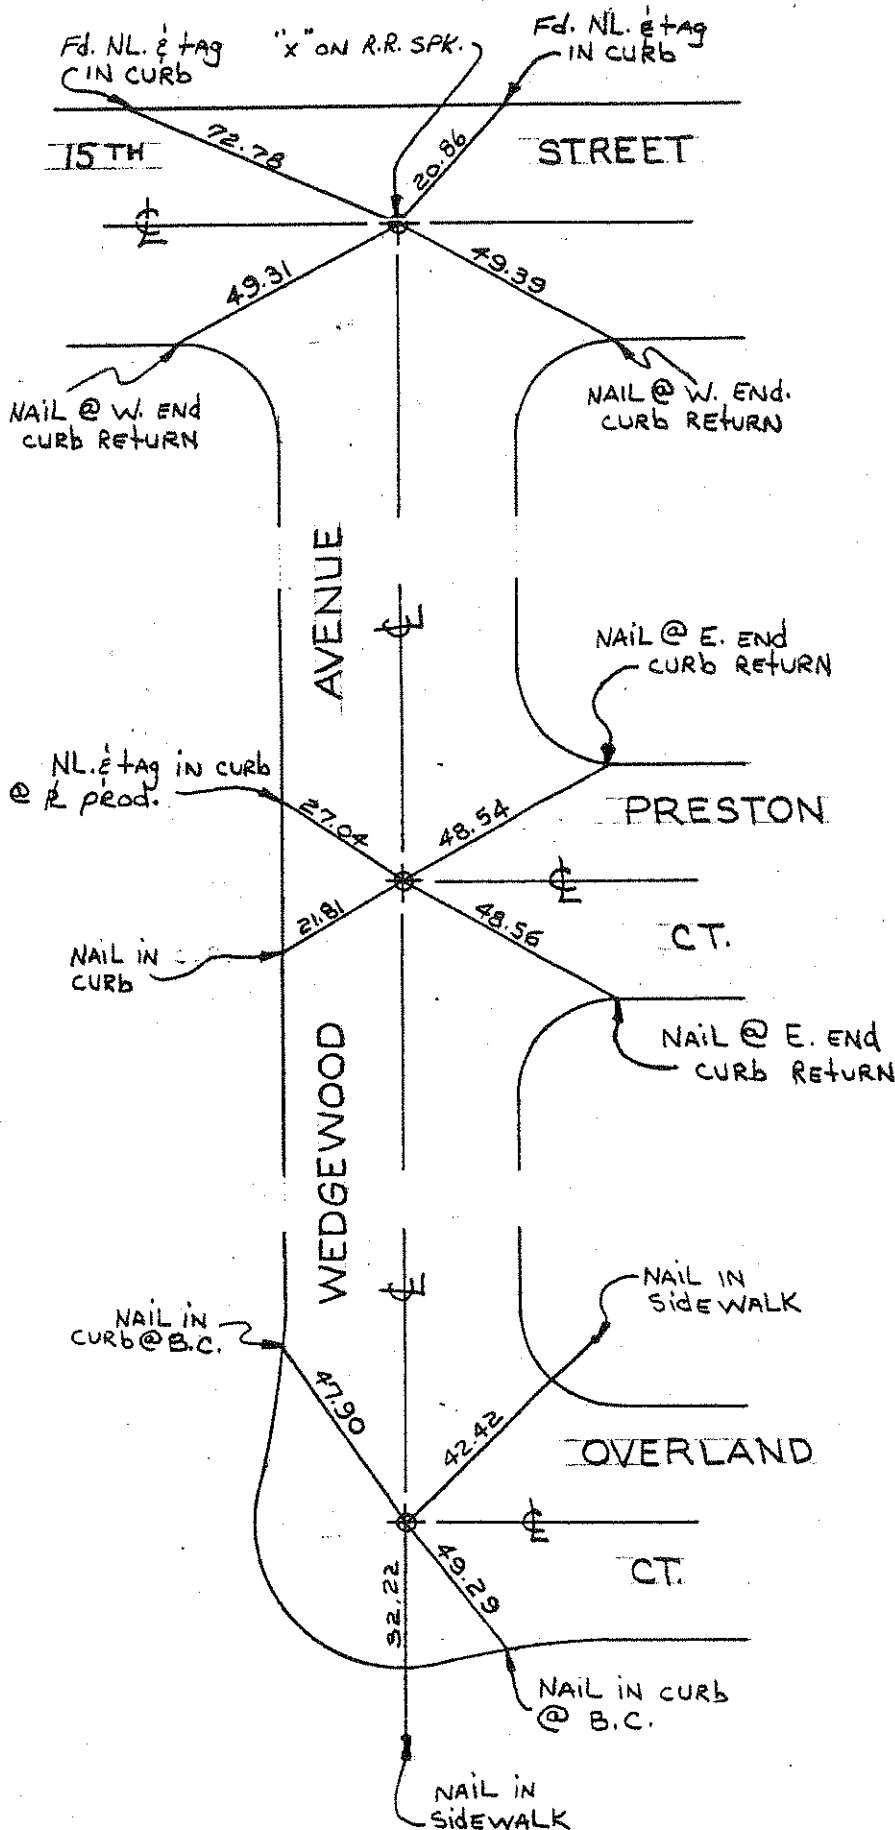 Fd. NL. & tAg
IN CURb
"x" ON R.R. SPK.
Fd. NL. & tAg
IN CURb
15TH
STREET
72.78
20.86
℄
49.31
49.39
NAiL @ W. END
CURb REtURN
NAiL @ W. END.
CURb REtURN
AVENUE
℄
NAiL @ E. END
CURb REtURN
NL. & tAg iN CURb
@ ⅊ PROd.
27.04
48.54
PRESTON
℄
21.81
48.56
CT.
NAiL iN
CURb
NAiL @ E. ENd
CURb REtURN
WEDGEWOOD
℄
NAiL IN
SidEWALK
NAiL iN
CURb @ B.C.
47.90
42.42
OVERLAND
℄
49.29
CT.
NAiL iN CURb
@ B.C.
NAiL iN
SidEWALK